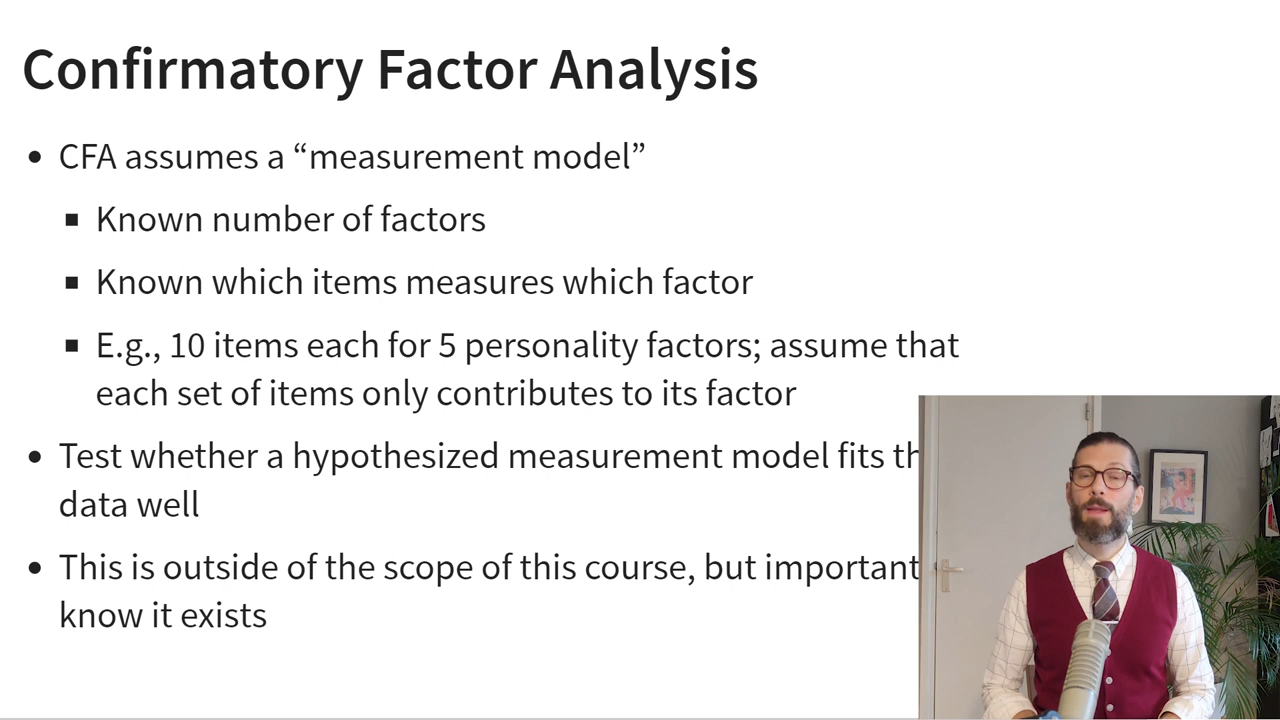 Confirmatory Factor Analysis
• CFA assumes a “measurement model”
▪ Known number of factors
▪ Known which items measures which factor
▪ E.g., 10 items each for 5 personality factors; assume that
each set of items only contributes to its factor
• Test whether a hypothesized measurement model fits th
data well
• This is outside of the scope of this course, but important
know it exists